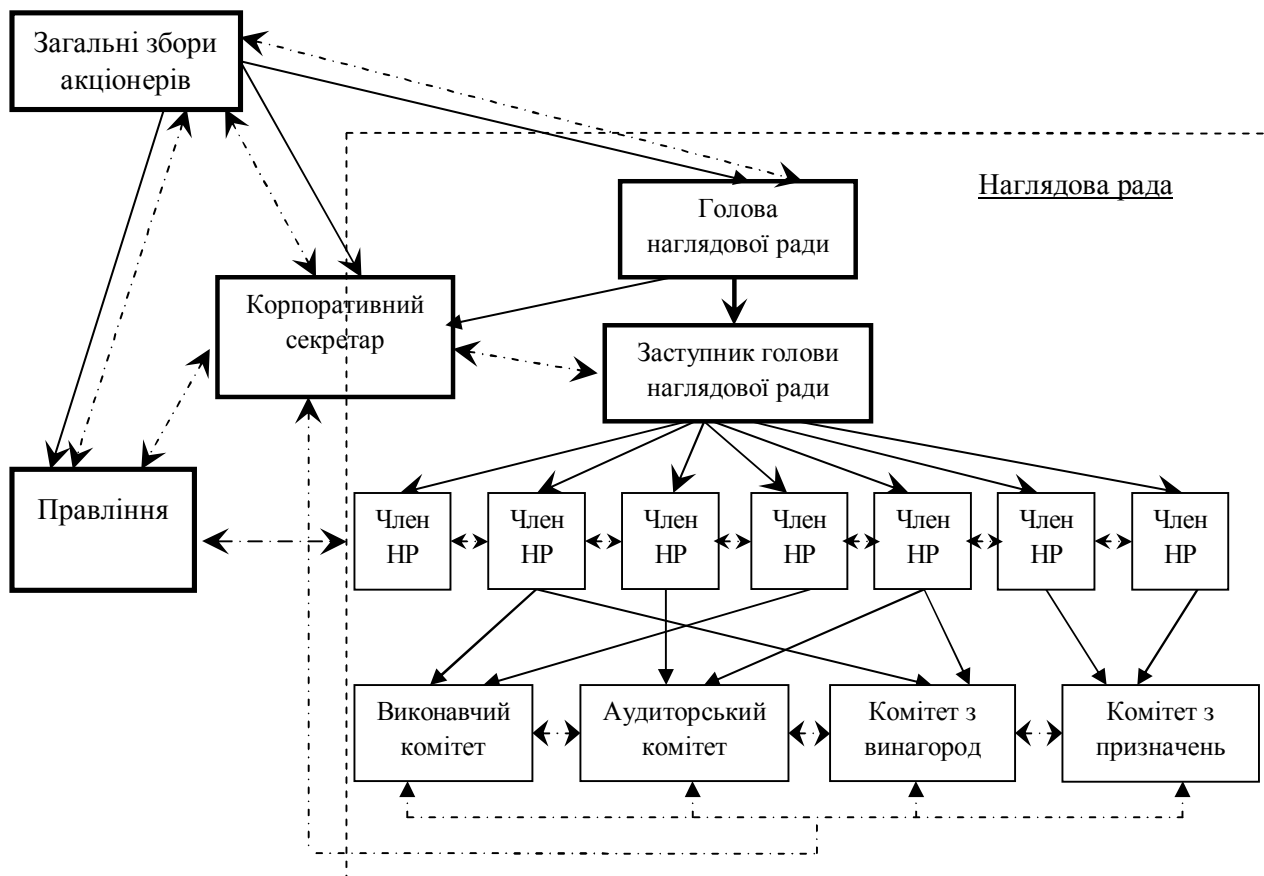 Загальні збори
акціонерів
Наглядова рада
Голова
наглядової ради
Корпоративний
секретар
Заступник голови
наглядової ради
Правління
Член
НР
Член
НР
Член
НР
Член
НР
Член
НР
Член
НР
Член
НР
Виконавчий
комітет
Аудиторський
комітет
Комітет з
винагород
Комітет з
призначень